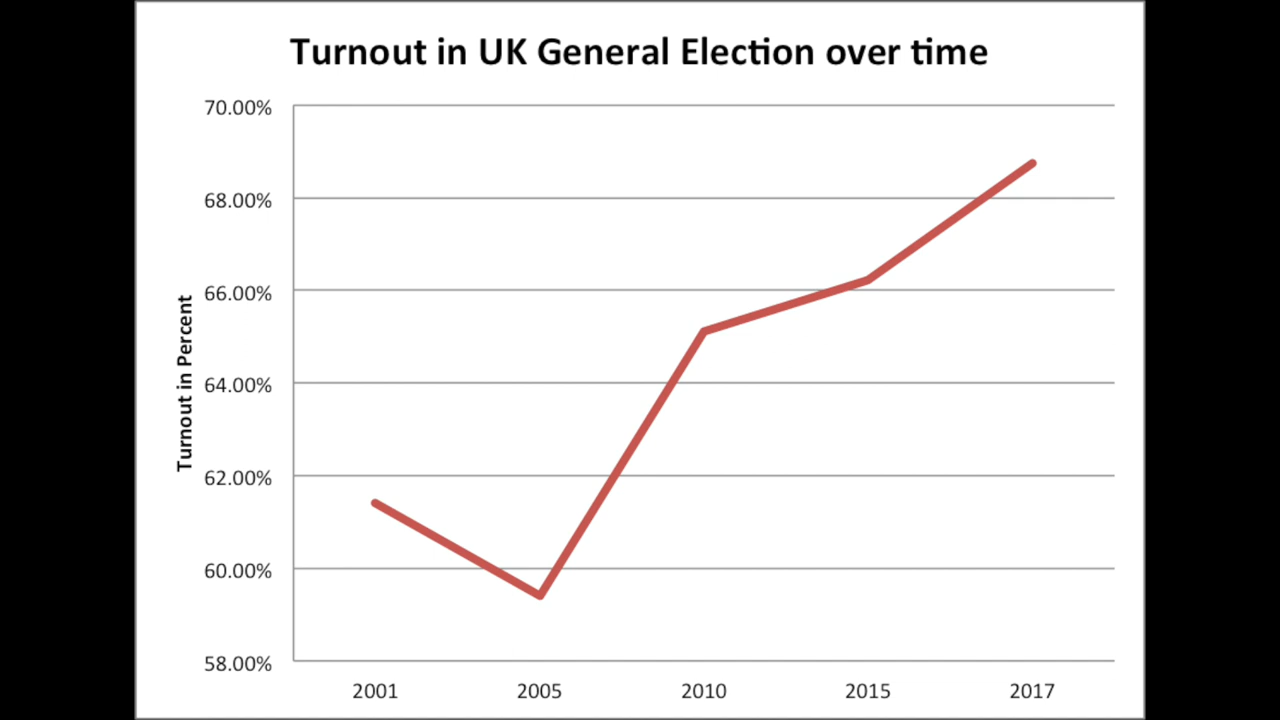 Turnout in UK General Election over time
70.00%
68.00%
66.00%
64.00%
62.00%
60.00%
58.00%
Turnout in Percent
2001 2005 2010 2015 2017